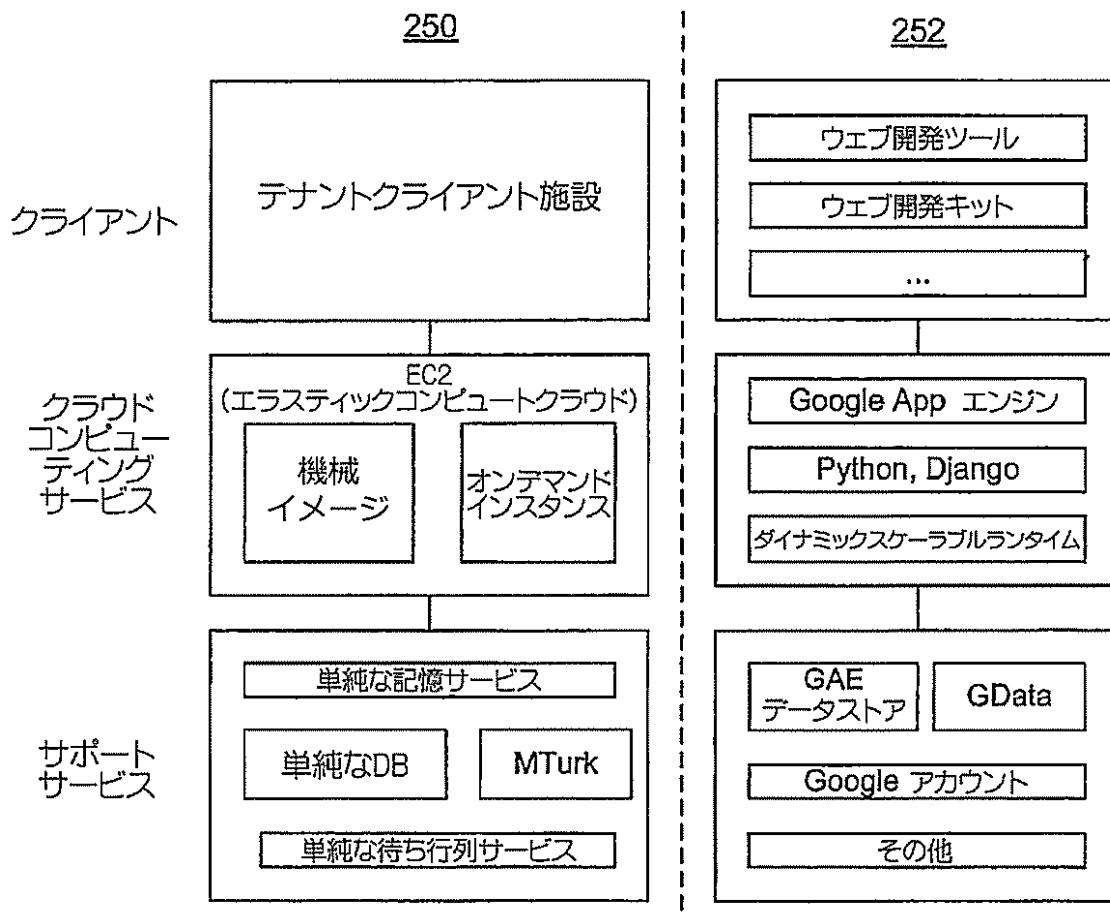 250
252
クライアント
テナントクライアント施設
ウェブ開発ツール
ウェブ開発キット
...
クラウド
コンピュー
ティング
サービス
EC2
(エラスティックコンピュートクラウド)
機械
イメージ
オンデマンド
インスタンス
Google App エンジン
Python, Django
ダイナミックスケーラブルランタイム
サポート
サービス
単純な記憶サービス
単純なDB
MTurk
単純な待ち行列サービス
GAE
データストア
GData
Google アカウント
その他